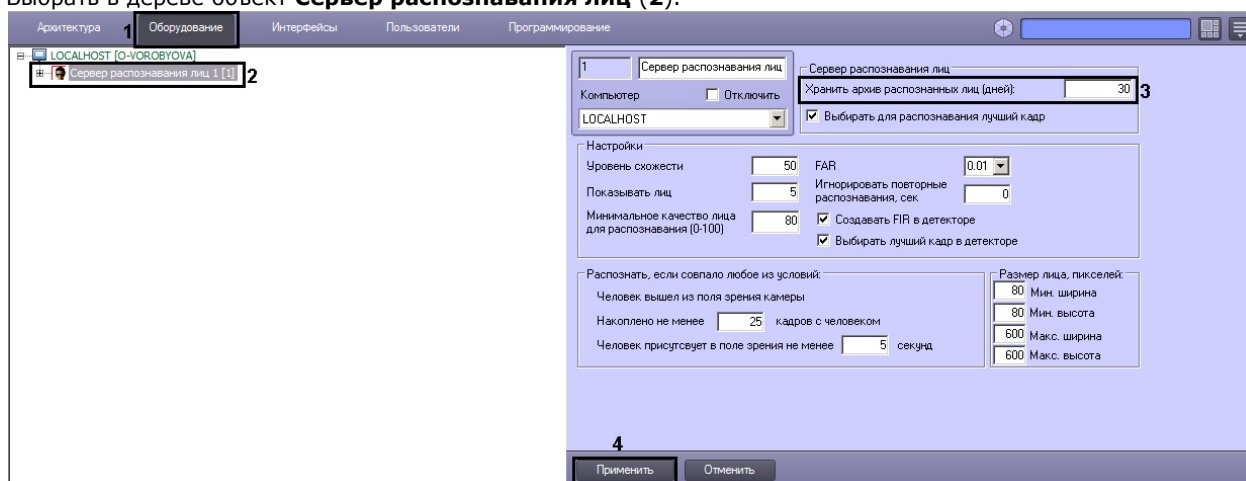 Выбрать в дереве объект Сервер распознавания лиц (2).
Архитектура 1 Оборудование Интерфейсы Пользователи Программирование
LOCALHOST [O-VOROBYOVA]
Сервер распознавания лиц 1 [1] 2
1 Сервер распознавания лиц
Компьютер Отключить
LOCALHOST
Сервер распознавания лиц
Хранить архив распознанных лиц (дней): 30 3
Выбирать для распознавания лучший кадр
Настройки
Уровень схожести 50
Показывать лиц 5
Минимальное качество лица
для распознавания (0-100) 80
FAR 0.01
Игнорировать повторные
распознавания, сек 0
Создавать FIR в детекторе
Выбирать лучший кадр в детекторе
Распознать, если совпало любое из условий:
Человек вышел из поля зрения камеры
Накоплено не менее 25 кадров с человеком
Человек присутсвует в поле зрения не менее 5 секунд
Размер лица, пикселей:
80 Мин. ширина
80 Мин. высота
600 Макс. ширина
600 Макс. высота
4
Применить Отменить